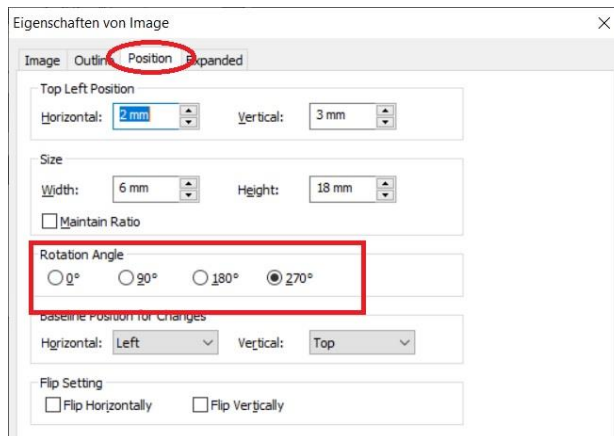 Eigenschaften von Image
Image Outline Position Expanded
Top Left Position
Horizontal: 2 mm Vertical: 3 mm
Size
Width: 6 mm Height: 18 mm
Maintain Ratio
Rotation Angle
0° 90° 180° 270°
Baseline Position for Changes
Horizontal: Left Vertical: Top
Flip Setting
Flip Horizontally Flip Vertically